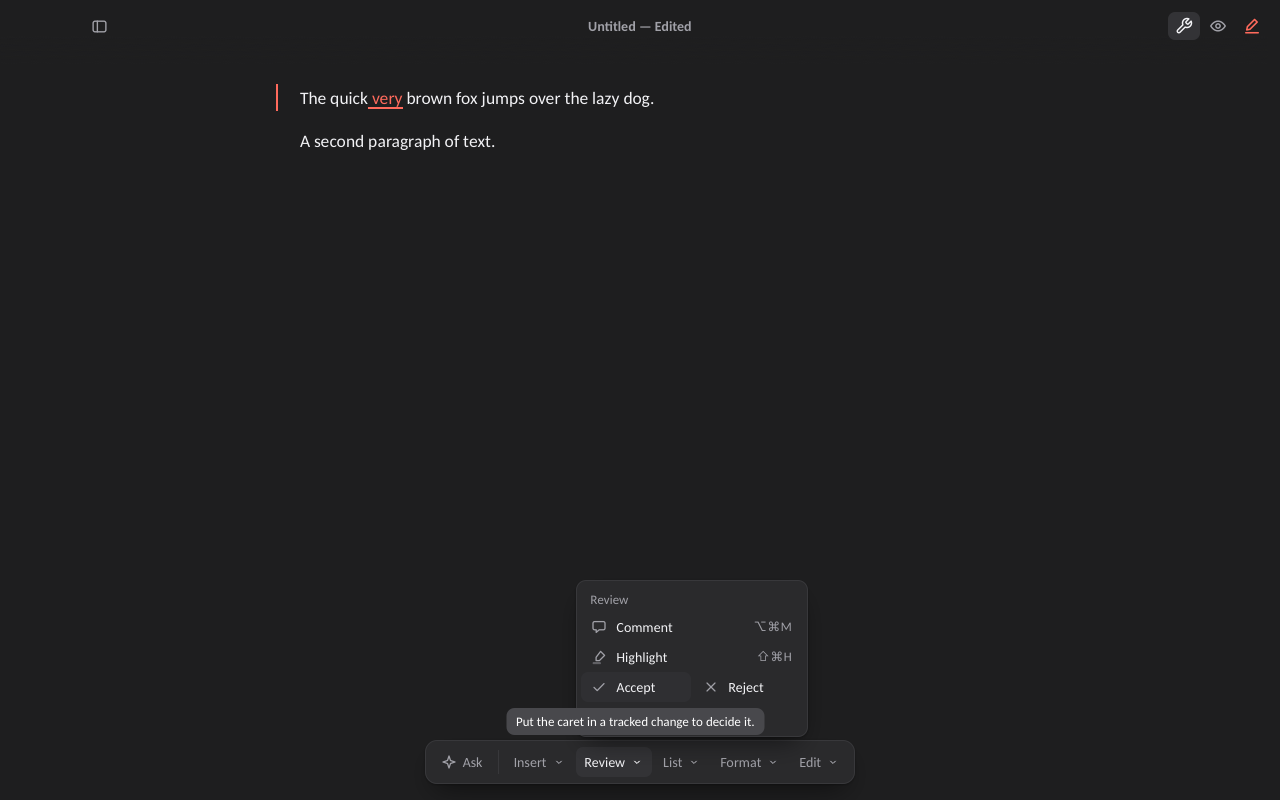 Untitled — Edited
The quick very brown fox jumps over the lazy dog.
A second paragraph of text.
Review
Comment ⌥⌘M
Highlight ⇧⌘H
Accept Reject
Put the caret in a tracked change to decide it.
Ask Insert Review List Format Edit